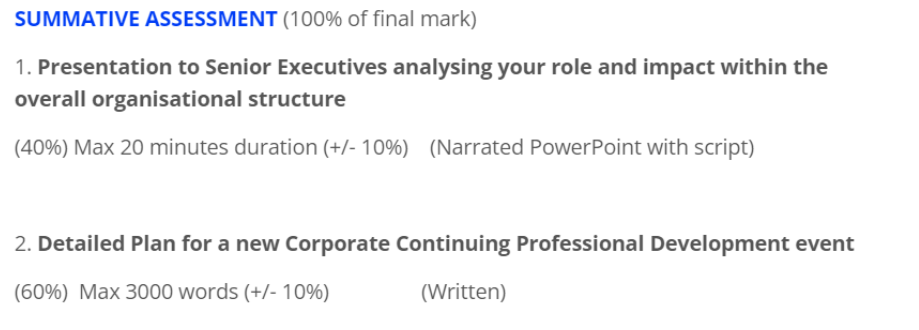 SUMMATIVE ASSESSMENT (100% of final mark)
1. Presentation to Senior Executives analysing your role and impact within the
overall organisational structure
(40%) Max 20 minutes duration (+/- 10%) (Narrated PowerPoint with script)
2. Detailed Plan for a new Corporate Continuing Professional Development event
(60%) Max 3000 words (+/- 10%) (Written)